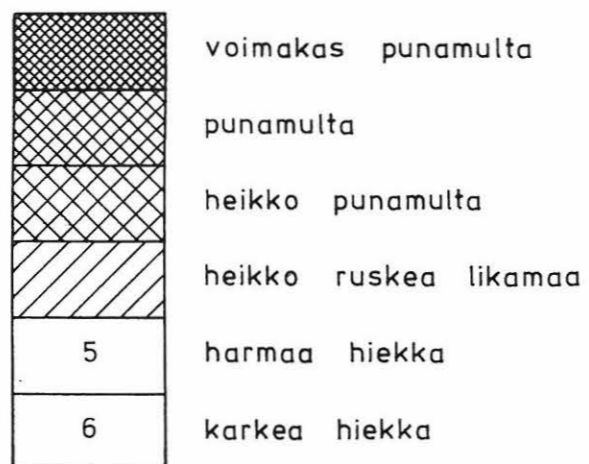 voimakas punamulta
punamulta
heikko punamulta
heikko ruskea likamaa
5 harmaa hiekka
6 karkea hiekka